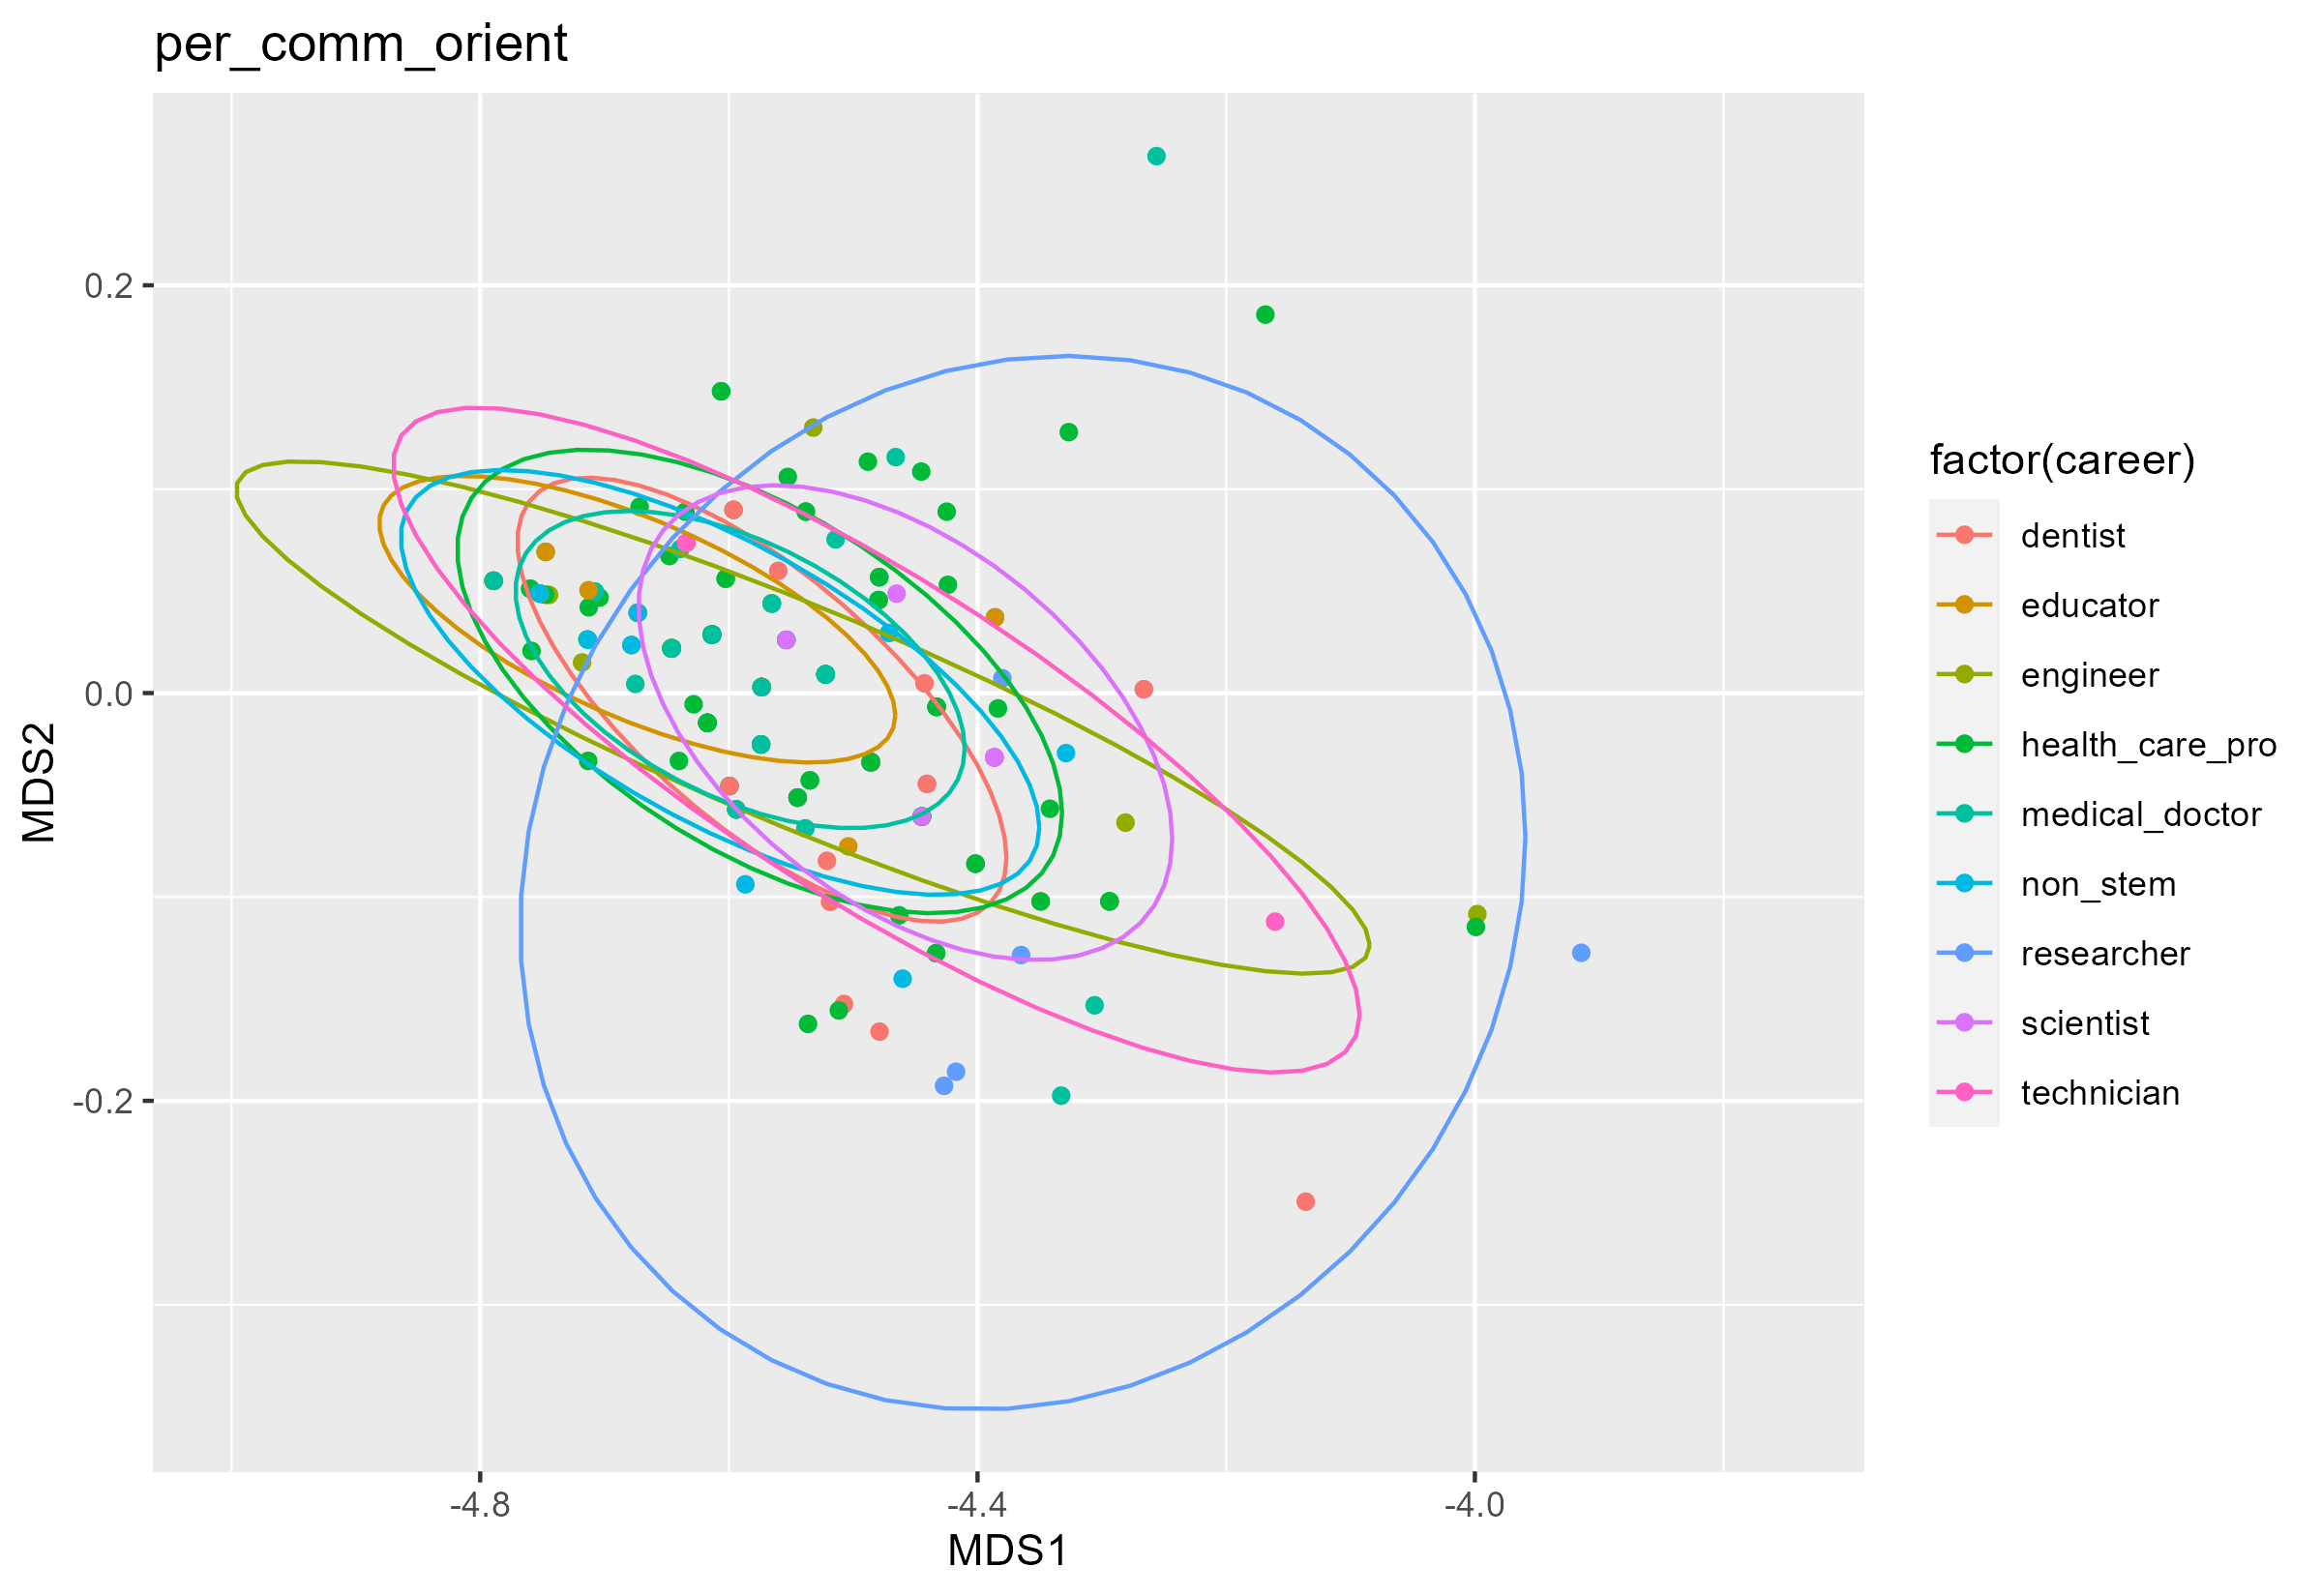 per_comm_orient
MDS2
0.2
0.0
-0.2
-4.8
-4.4
-4.0
MDS1
factor(career)
dentist
educator
engineer
health_care_pro
medical_doctor
non_stem
researcher
scientist
technician